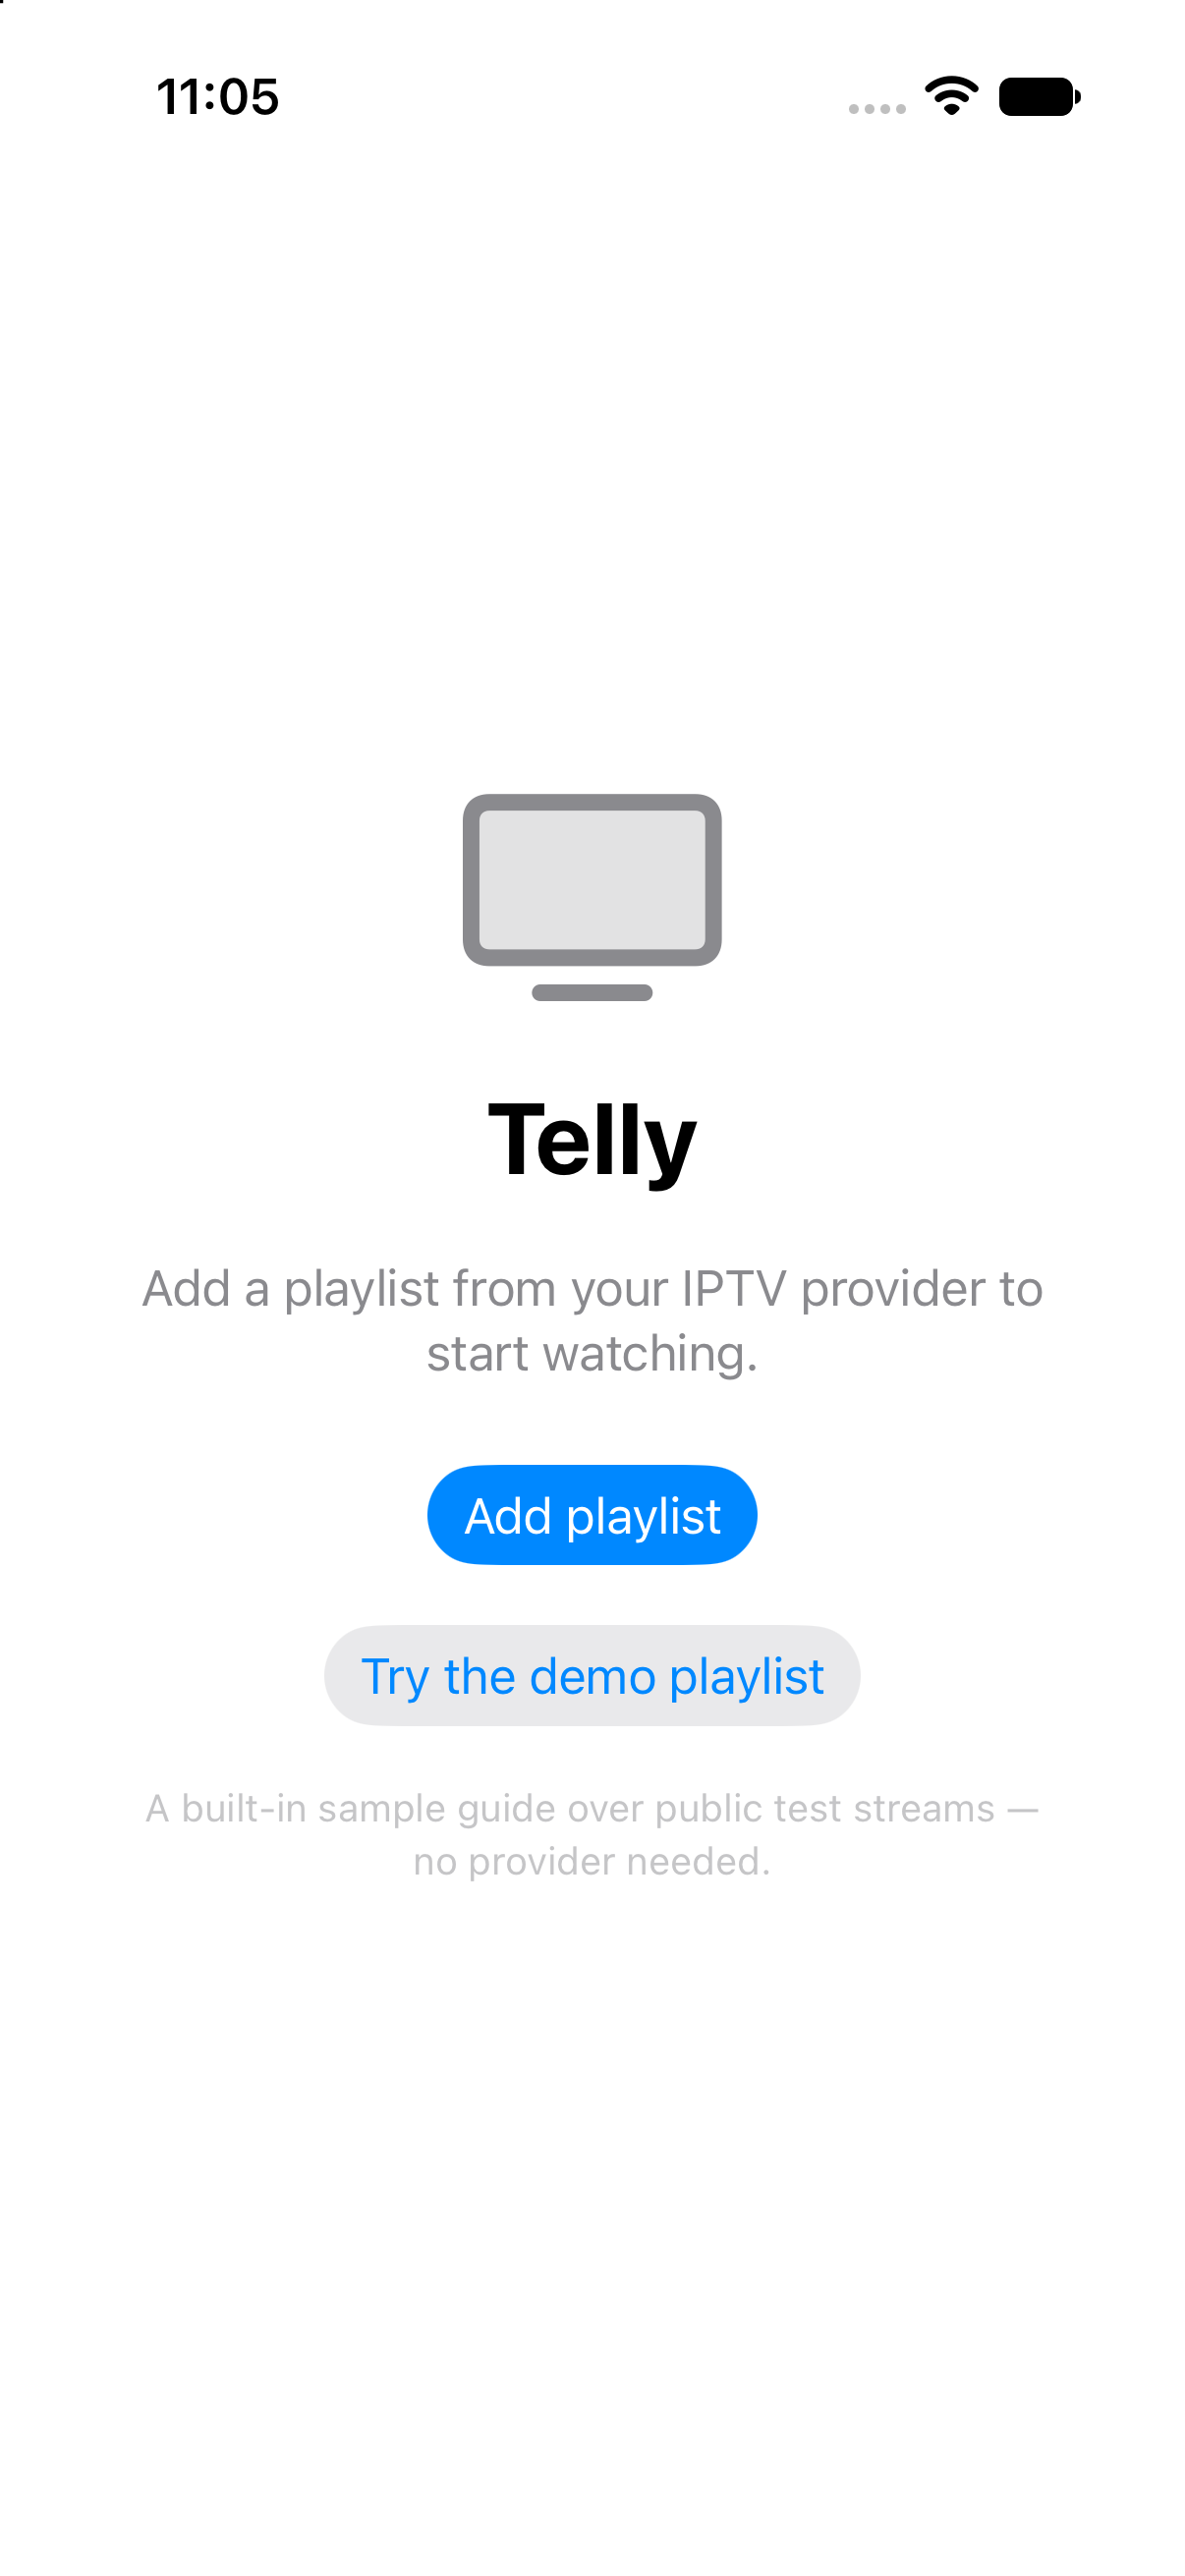 11:05
Telly
Add a playlist from your IPTV provider to
start watching.
Add playlist
Try the demo playlist
A built-in sample guide over public test streams —
no provider needed.